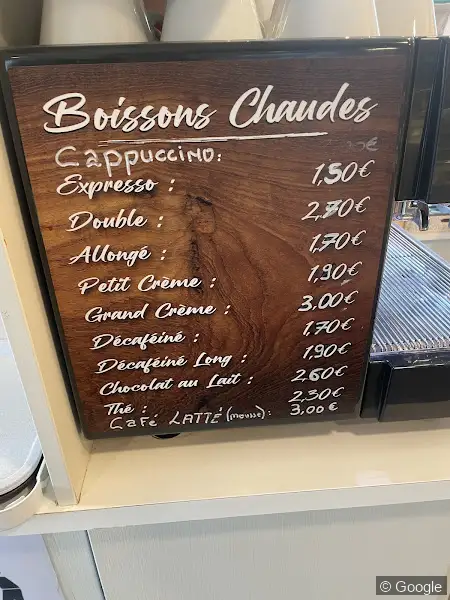 Boissons Chaudes
Cappuccino: €
Expresso : 1,50€
Double : 2,70€
Allongé : 1,70€
Petit Crème : 1,90€
Grand Crème : 3,00€
Décaféiné : 1,70€
Décaféiné Long : 1,90€
Chocolat au Lait : 2,60€
Thé : 2,30€
Café LATTÉ (mousse): 3,00€
© Google